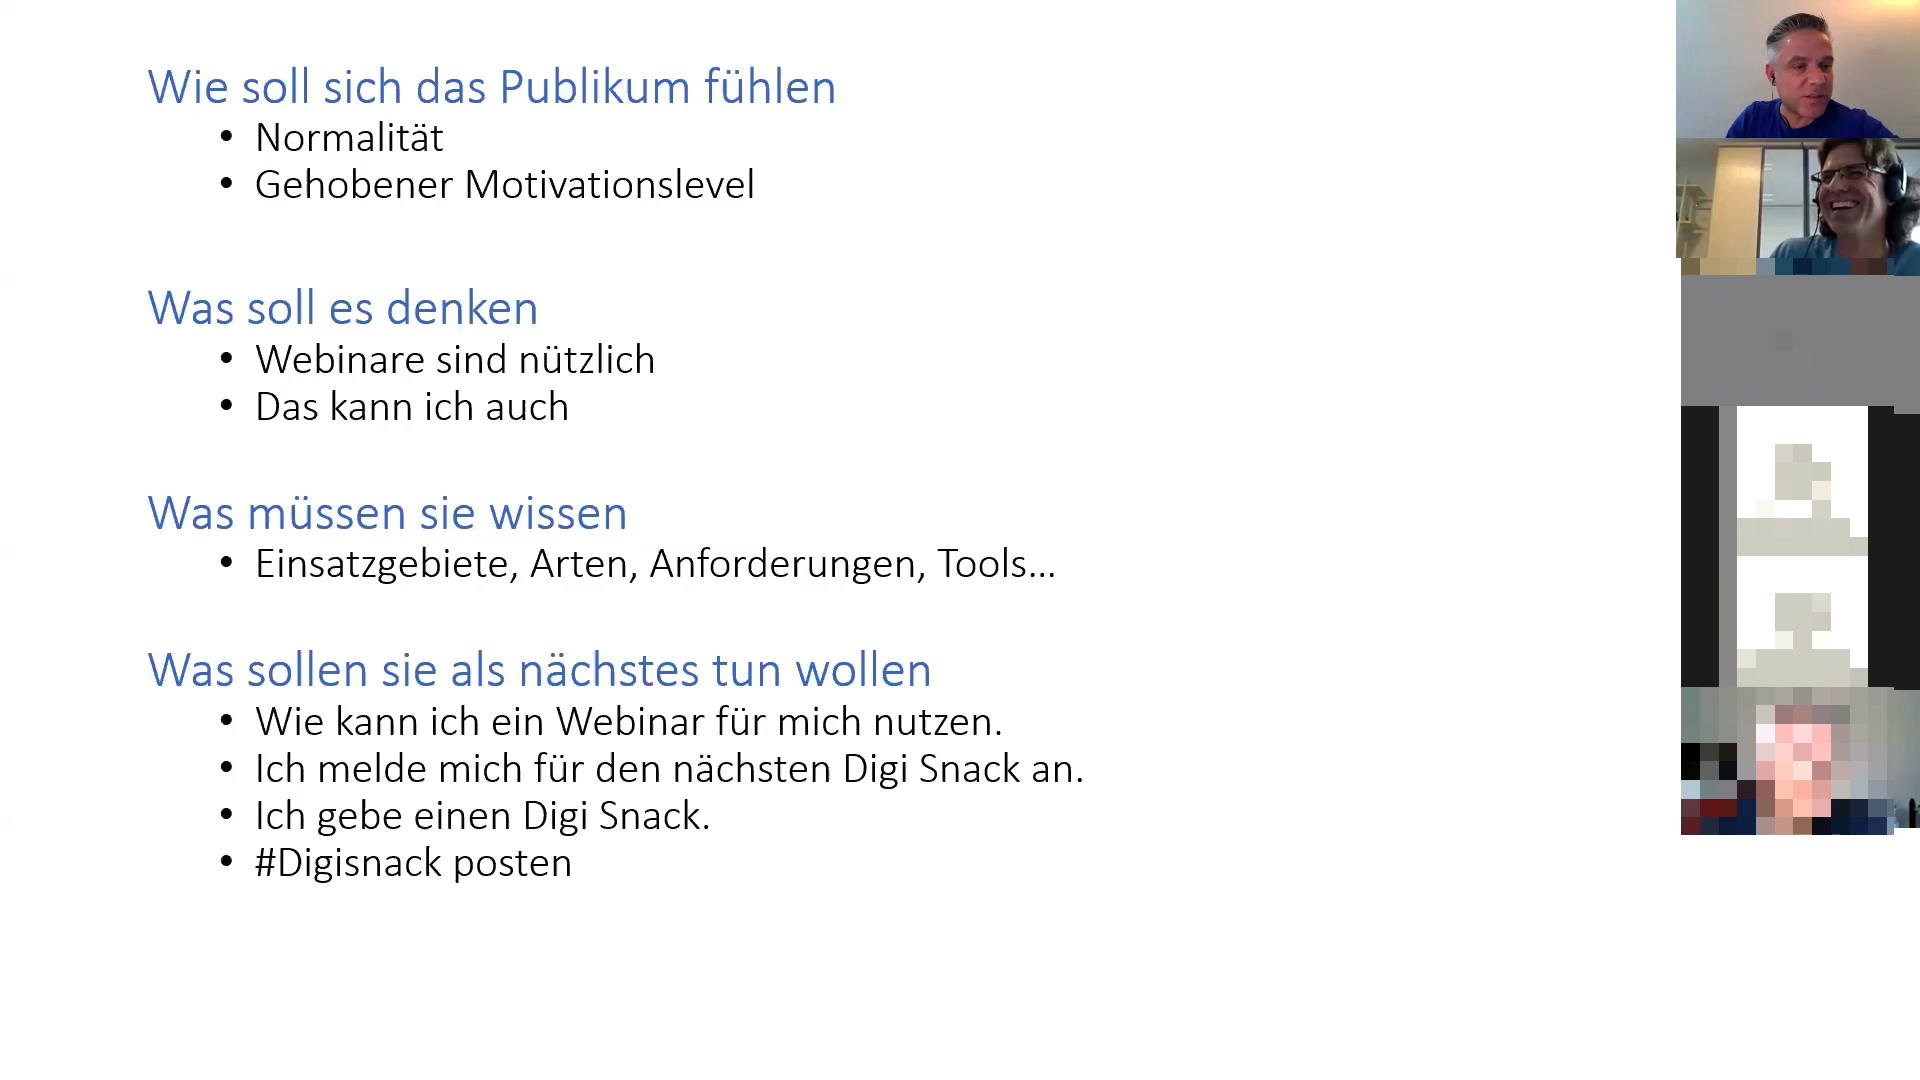 Wie soll sich das Publikum fühlen
• Normalität
• Gehobener Motivationslevel
Was soll es denken
• Webinare sind nützlich
• Das kann ich auch
Was müssen sie wissen
• Einsatzgebiete, Arten, Anforderungen, Tools...
Was sollen sie als nächstes tun wollen
• Wie kann ich ein Webinar für mich nutzen.
• Ich melde mich für den nächsten Digi Snack an.
• Ich gebe einen Digi Snack.
• #Digisnack posten